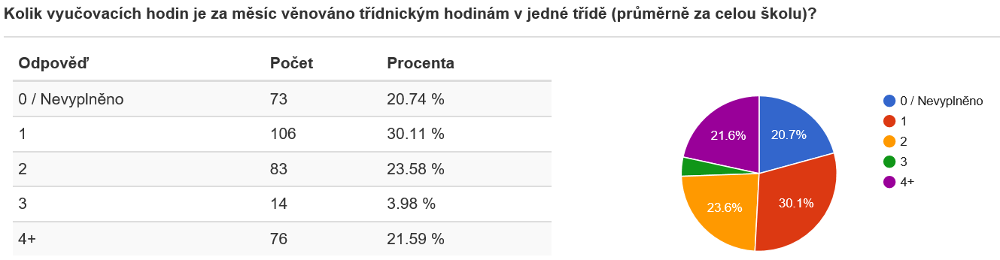 Kolik vyučovacích hodin je za měsíc věnováno třídnickým hodinám v jedné třídě (průměrně za celou školu)?
Odpověď Počet Procenta
0 / Nevyplněno 73 20.74 %
1 106 30.11 %
2 83 23.58 %
3 14 3.98 %
4+ 76 21.59 %
21.6% 20.7%
23.6% 30.1%
0 / Nevyplněno
1
2
3
4+